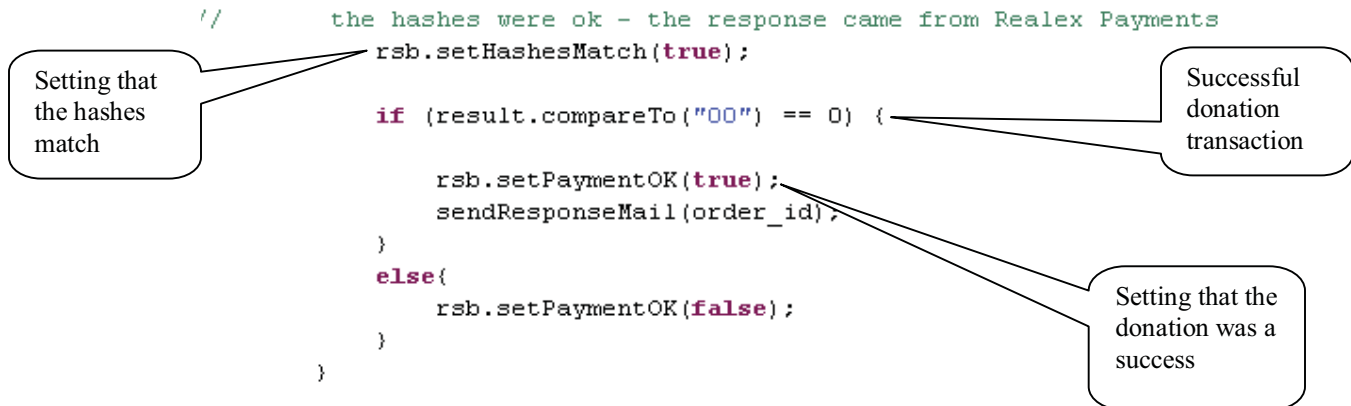 //       the hashes were ok - the response came from Realex Payments
rsb.setHashesMatch(true);
Setting that
the hashes
match
if (result.compareTo("00") == 0) {
Successful
donation
transaction
rsb.setPaymentOK(true);
sendResponseMail(order_id);
}
else{
Setting that the
donation was a
success
rsb.setPaymentOK(false);
}
}